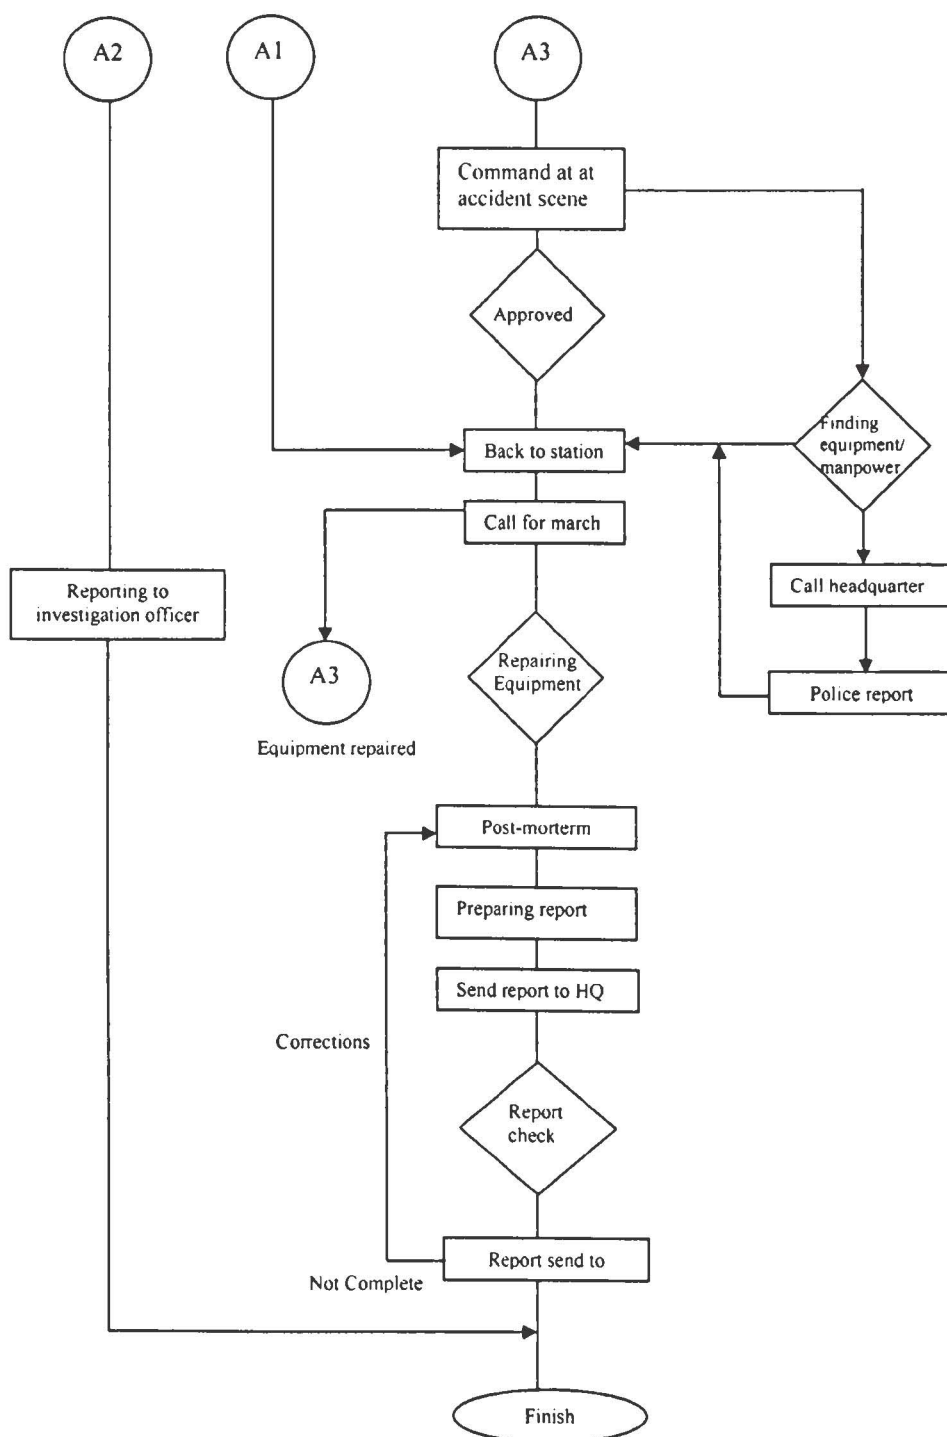 A2
A1
A3
Command at at
accident scene
Approved
Finding
equipment/
manpower
Back to station
Call for march
Call headquarter
Reporting to
investigation officer
Repairing
Equipment
A3
Police report
Equipment repaired
Post-morterm
Preparing report
Send report to HQ
Corrections
Report
check
Report send to
Not Complete
Finish